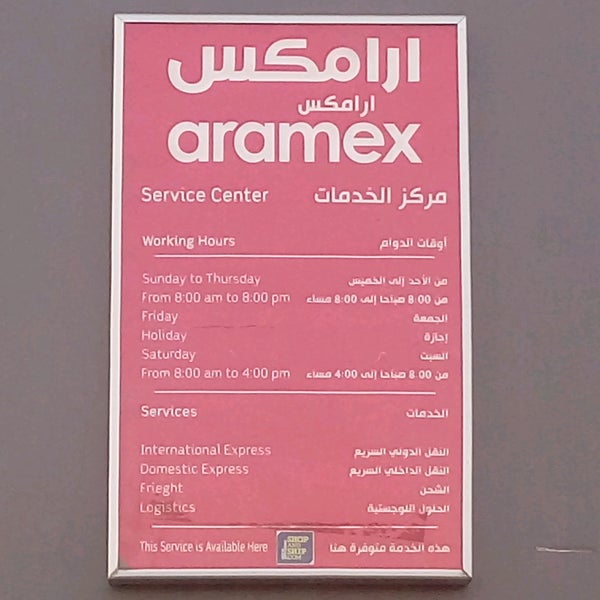 ارامكس
ارامكس
aramex
Service Center مركز الخدمات
Working Hours أوقات الدوام
Sunday to Thursday من الأحد إلى الخميس
From 8:00 am to 8:00 pm من 8:00 صباحا إلى 8:00 مساء
Friday الجمعة
Holiday إجازة
Saturday السبت
From 8:00 am to 4:00 pm من 8:00 صباحا إلى 4:00 مساء
Services الخدمات
International Express النقل الدولي السريع
Domestic Express النقل الداخلي السريع
Frieght الشحن
Logistics الحلول اللوجستية
This Service is Available Here SHOP AND SHIP.COM هذه الخدمة متوفرة هنا